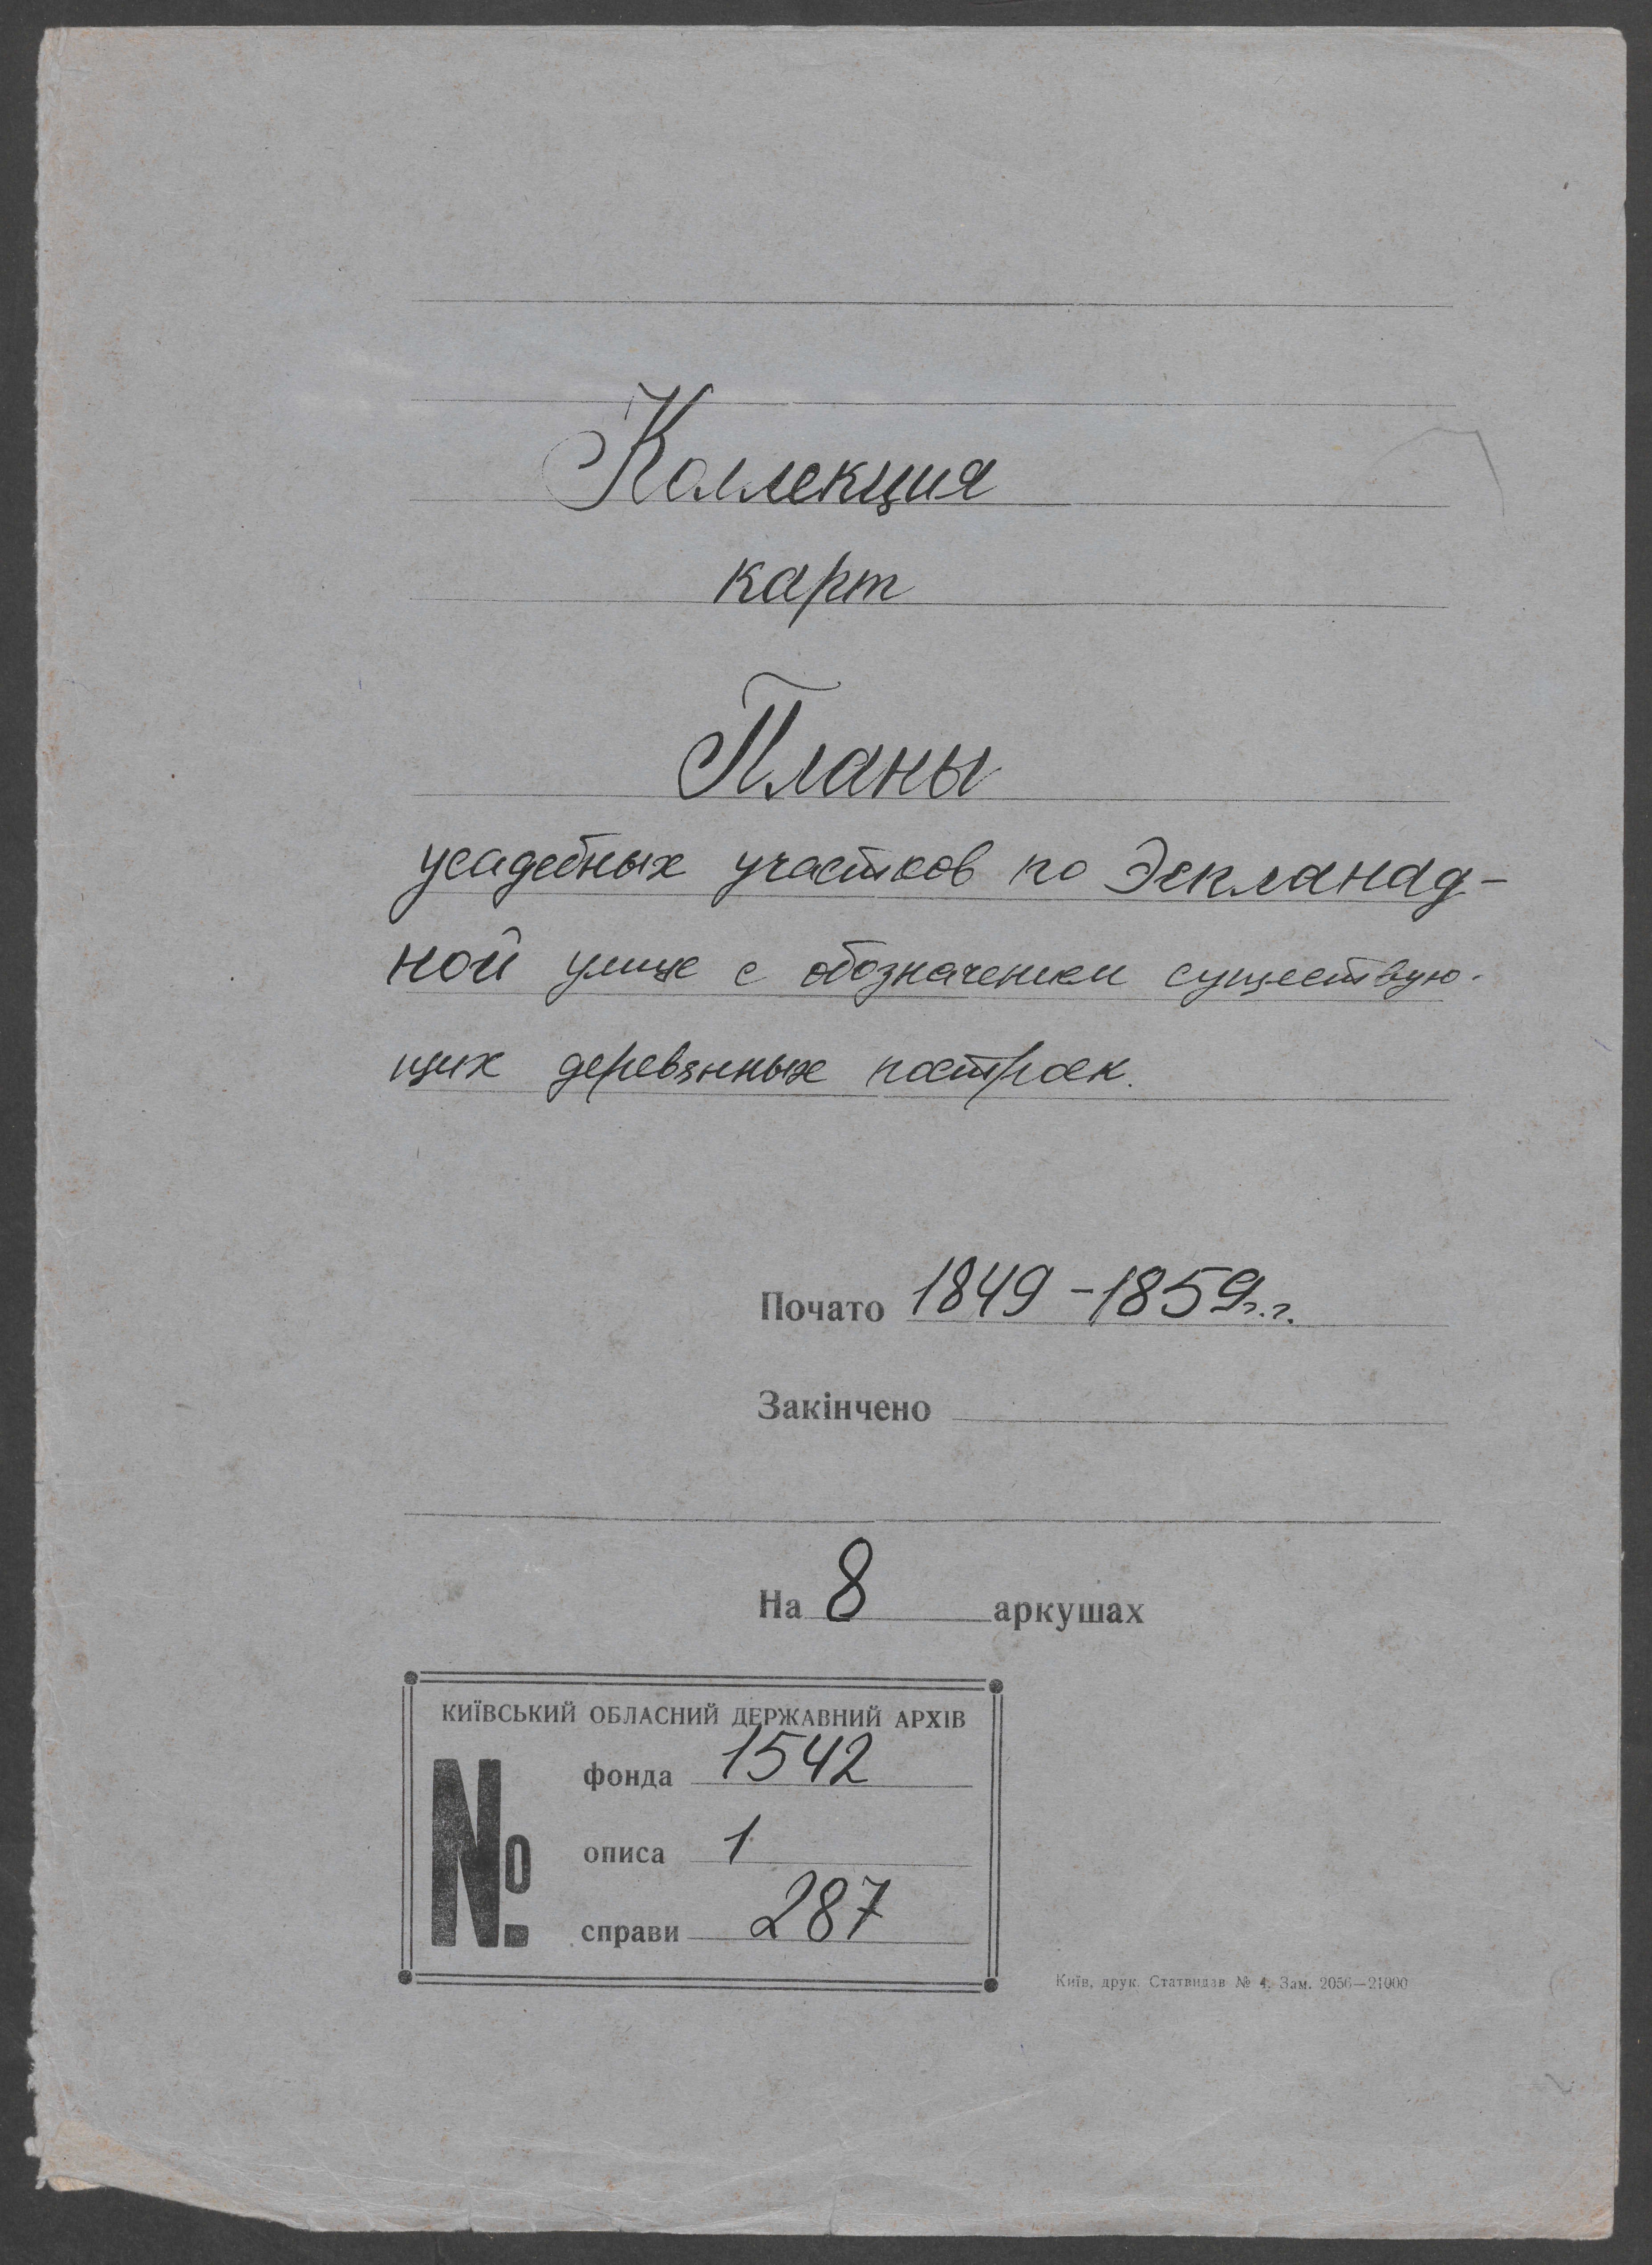 Коллекция
карт
Планы
усадебных участков по Эспланад-
ной улице с обозначением существую-
щих деревянных построек.
Почато 1849-1859г.г.
Закінчено
На 8 аркушах
КИЇВСЬКИЙ ОБЛАСНИЙ ДЕРЖАВНИЙ АРХІВ
№ фонда 1542
описа 1
справи 287
Київ, друк. Статвидав № 4. Зам. 2056—21000